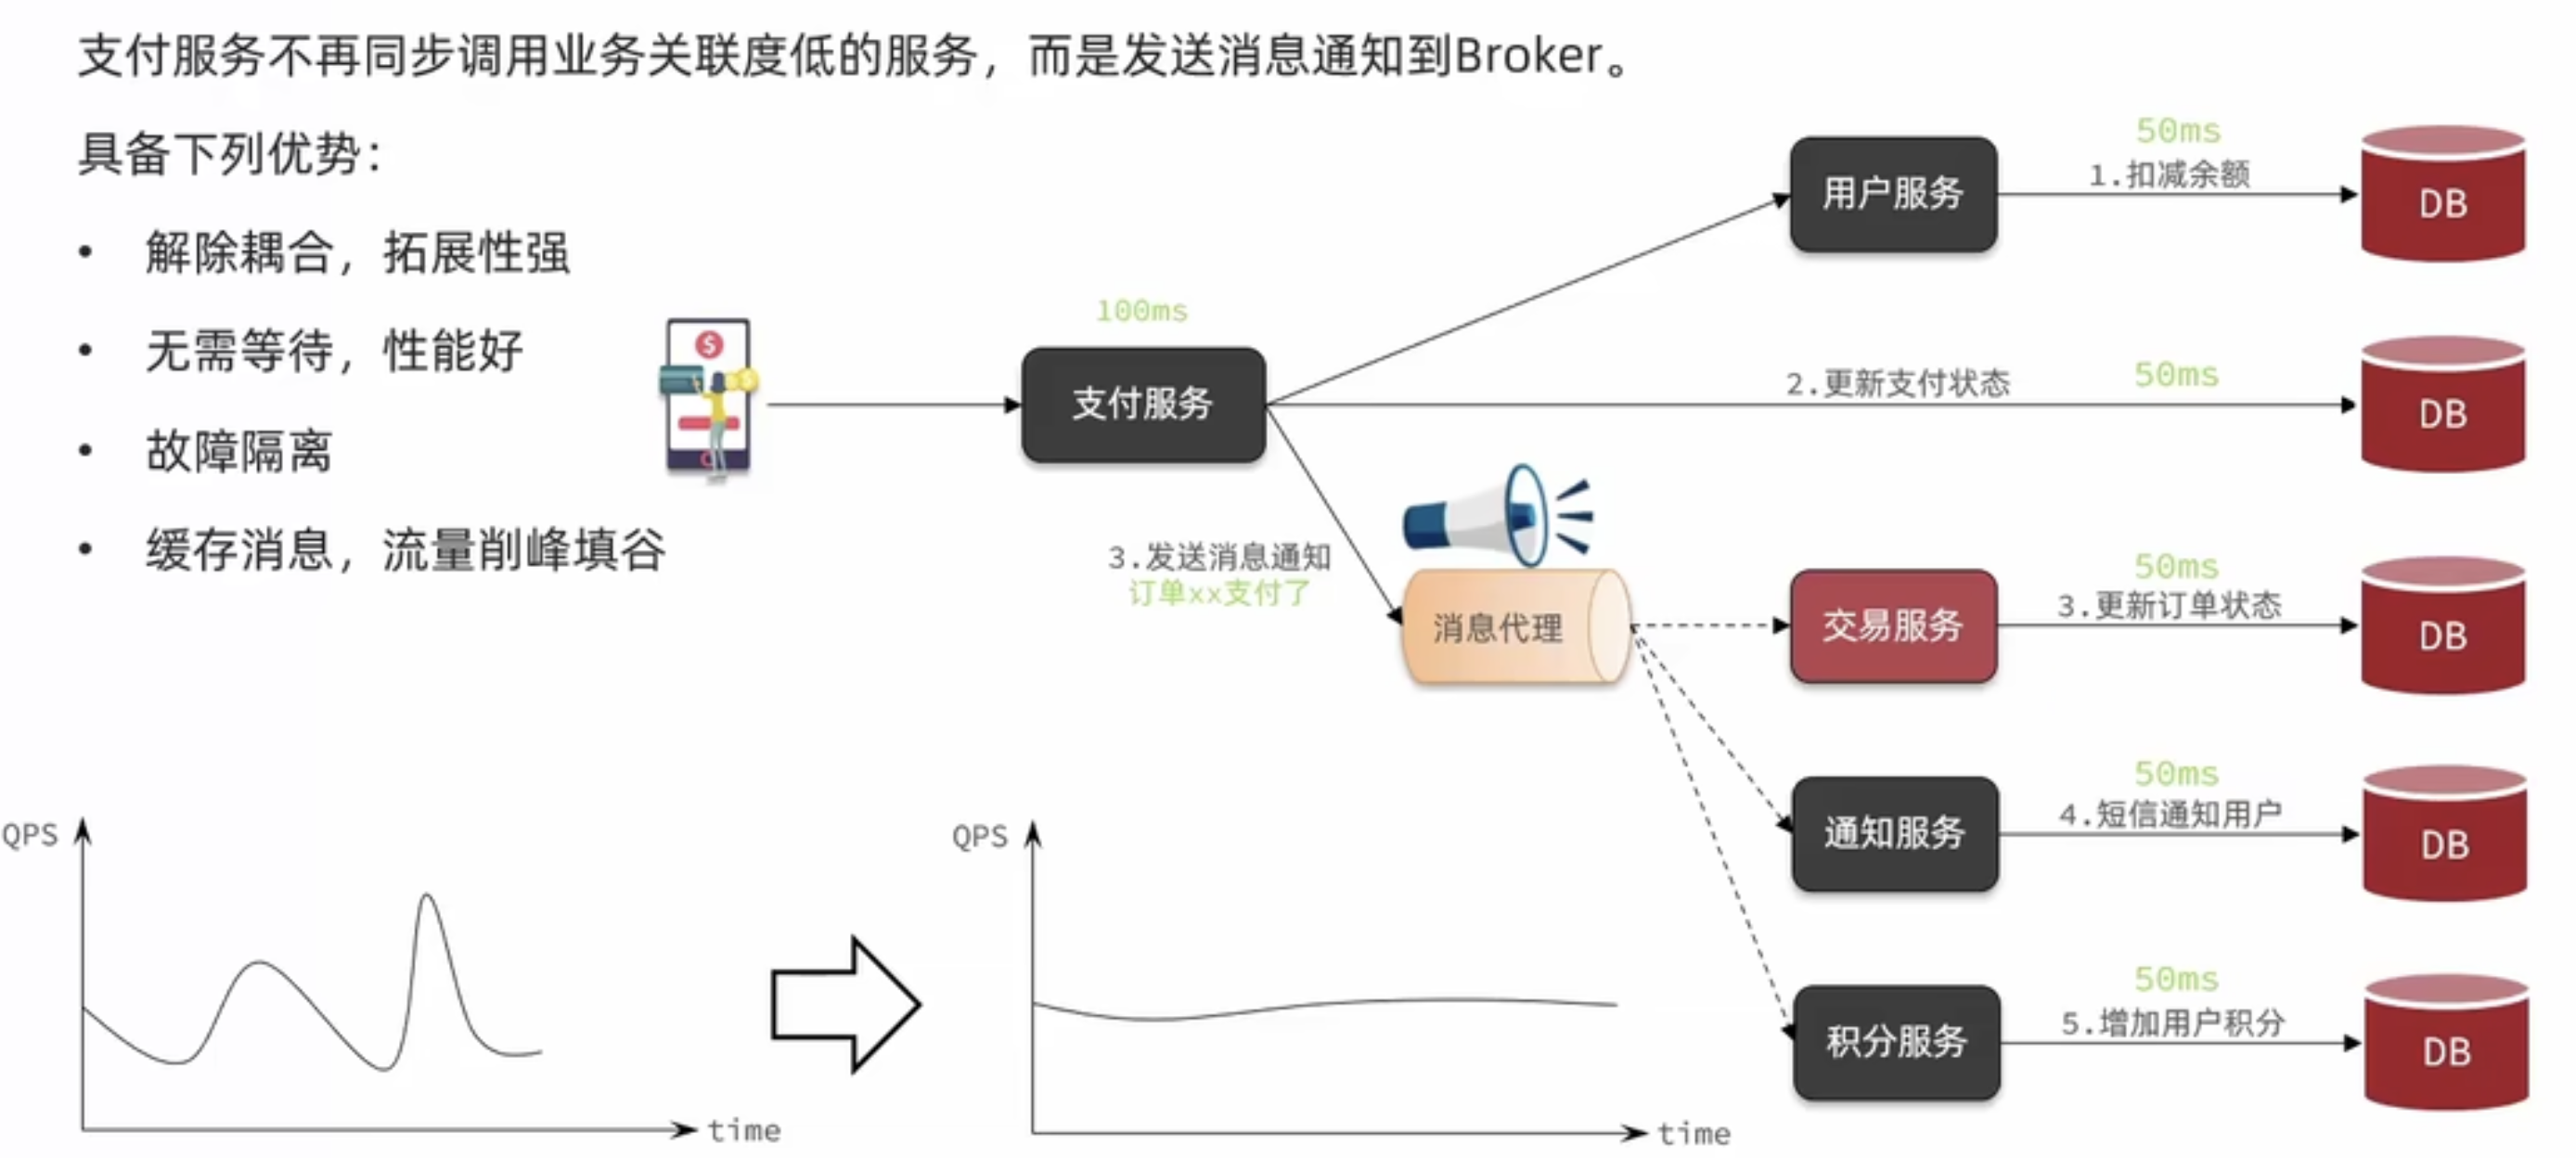 支付服务不再同步调用业务关联度低的服务，而是发送消息通知到Broker。
具备下列优势：
• 解除耦合，拓展性强
• 无需等待，性能好
• 故障隔离
• 缓存消息，流量削峰填谷
100ms
支付服务
用户服务
50ms
1.扣减余额
DB
2.更新支付状态
50ms
DB
3.发送消息通知
订单xx支付了
消息代理
交易服务
50ms
3.更新订单状态
DB
通知服务
50ms
4.短信通知用户
DB
积分服务
50ms
5.增加用户积分
DB
QPS
time
QPS
time